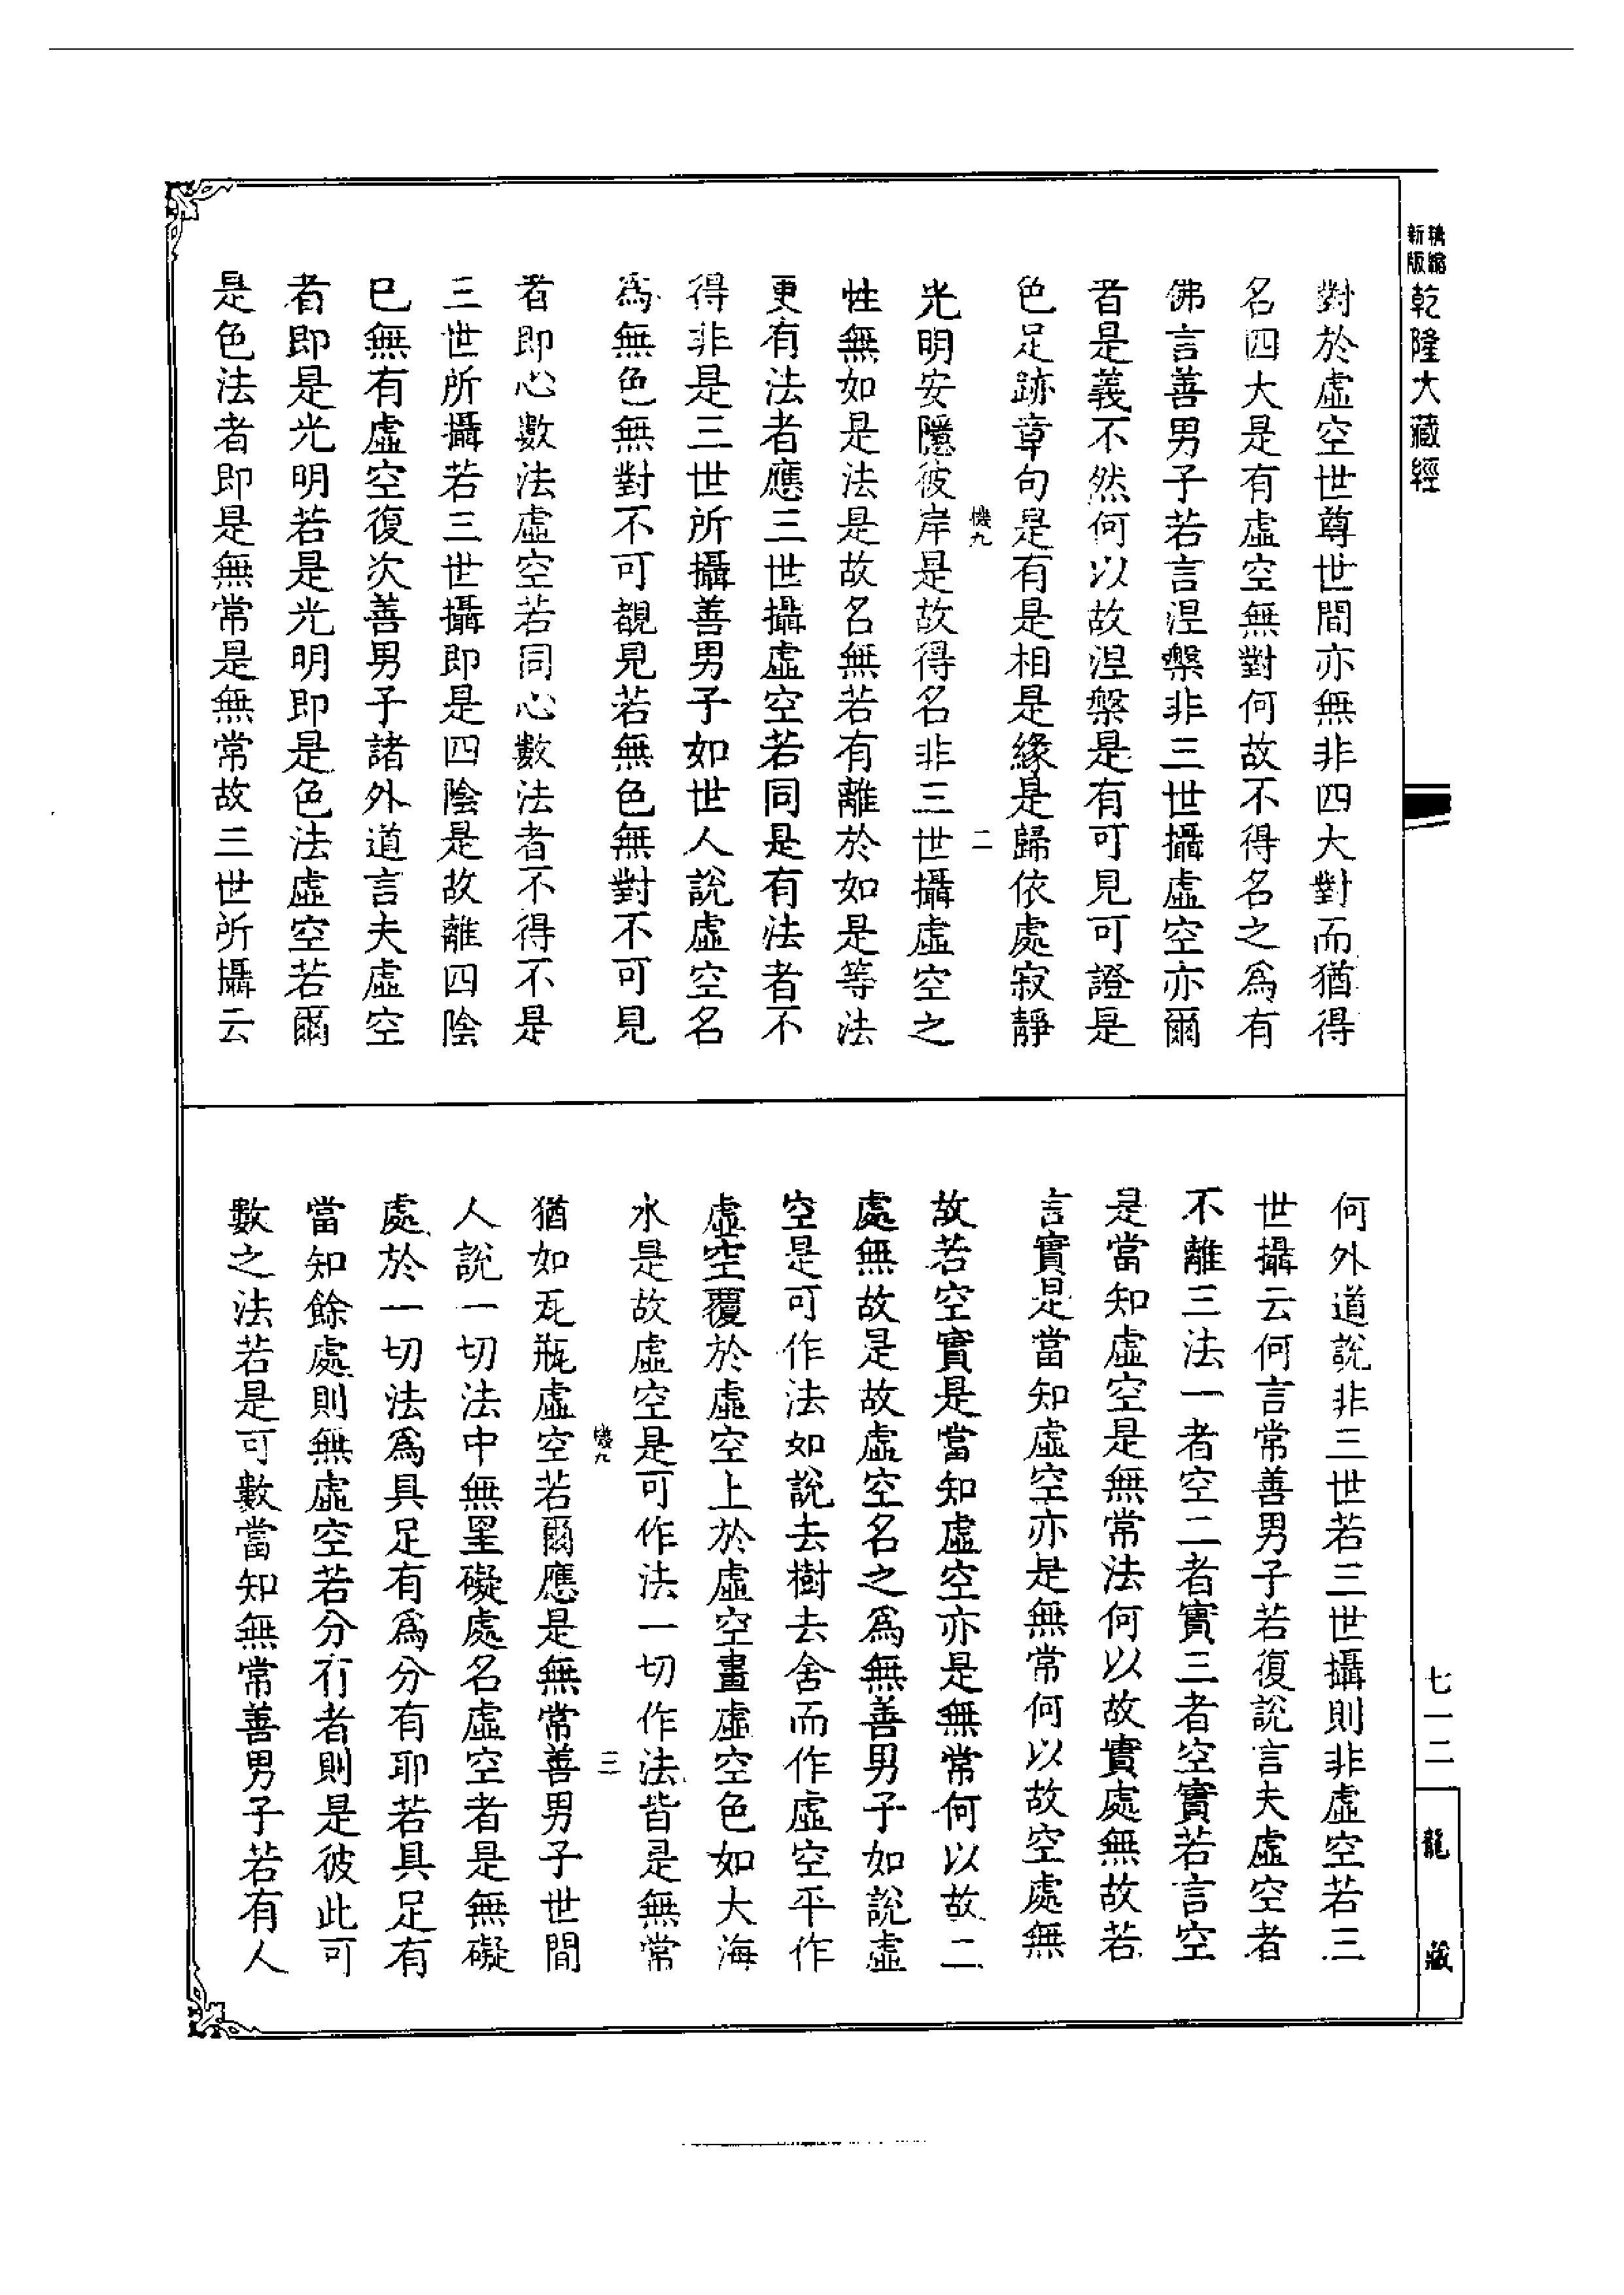 新版精縮乾隆大藏經
對於虛空世尊世間亦無非四大對而猶得
名四大是有虛空無對何故不得名之為有
佛言善男子若言涅槃非三世攝虛空亦爾
者是義不然何以故涅槃是有可見可證是
色足跡章句是有是相是緣是歸依處寂靜
機九 二
光明安隱彼岸是故得名非三世攝虛空之
性無如是法是故名無若有離於如是等法
更有法者應三世攝虛空若同是有法者不
得非是三世所攝善男子如世人說虛空名
為無色無對不可覩見若無色無對不可見
者即心數法虛空若同心數法者不得不是
三世所攝若三世攝即是四陰是故離四陰
已無有虛空復次善男子諸外道言夫虛空
者即是光明若是光明即是色法虛空若爾
是色法者即是無常是無常故三世所攝云
何外道說非三世若三世攝則非虛空若三
世攝云何言常善男子若復說言夫虛空者
不離三法一者空二者實三者空實若言空
是當知虛空是無常法何以故實處無故若
言實是當知虛空亦是無常何以故空處無
故若空實是當知虛空亦是無常何以故二
處無故是故虛空名之為無善男子如說虛
空是可作法如說去樹去舍而作虛空平作
虛空覆於虛空上於虛空畫虛空色如大海
水是故虛空是可作法一切作法皆是無常
機九 三
猶如瓦瓶虛空若爾應是無常善男子世間
人說一切法中無罣礙處名虛空者是無礙
處於一切法為具足有為分有耶若具足有
當知餘處則無虛空若分有者則是彼此可
數之法若是可數當知無常善男子若有人
七一二
龍藏